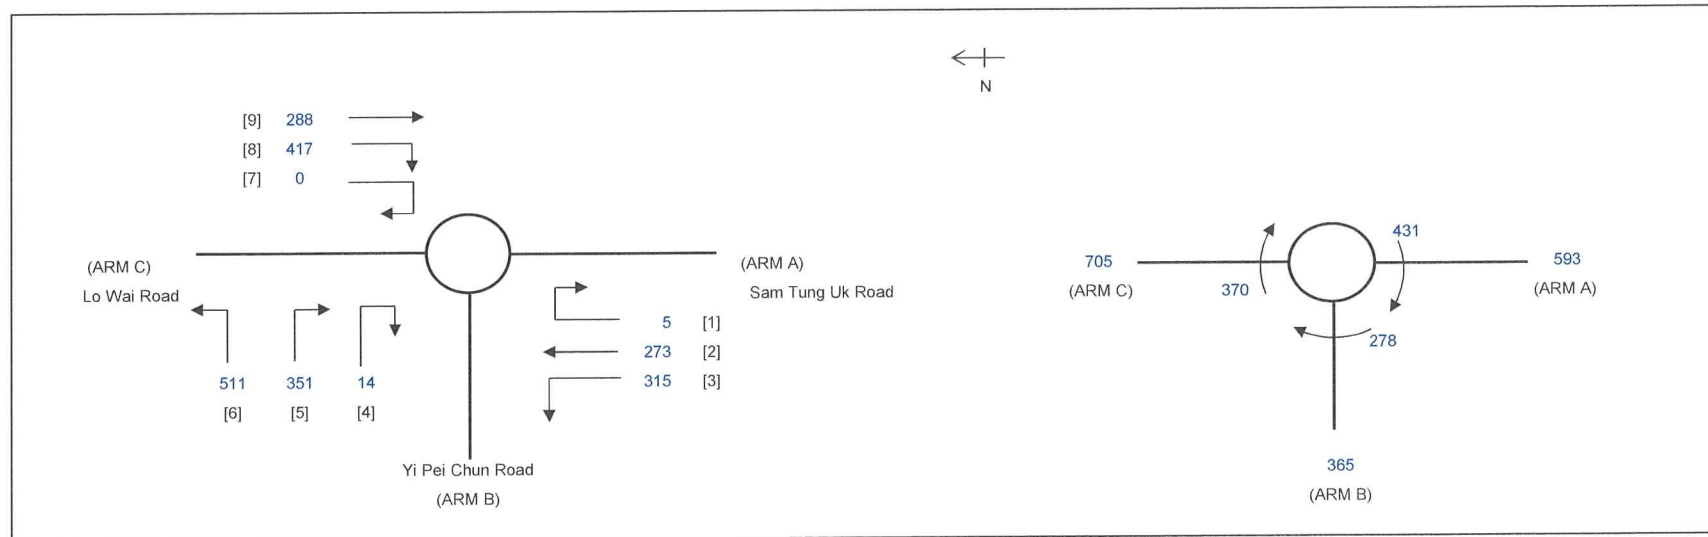 N
[9] 288
[8] 417
[7] 0
(ARM C)
Lo Wai Road
(ARM A)
Sam Tung Uk Road
5 [1]
273 [2]
315 [3]
511 351 14
[6] [5] [4]
Yi Pei Chun Road
(ARM B)
431
705
(ARM C)
370
593
(ARM A)
278
365
(ARM B)